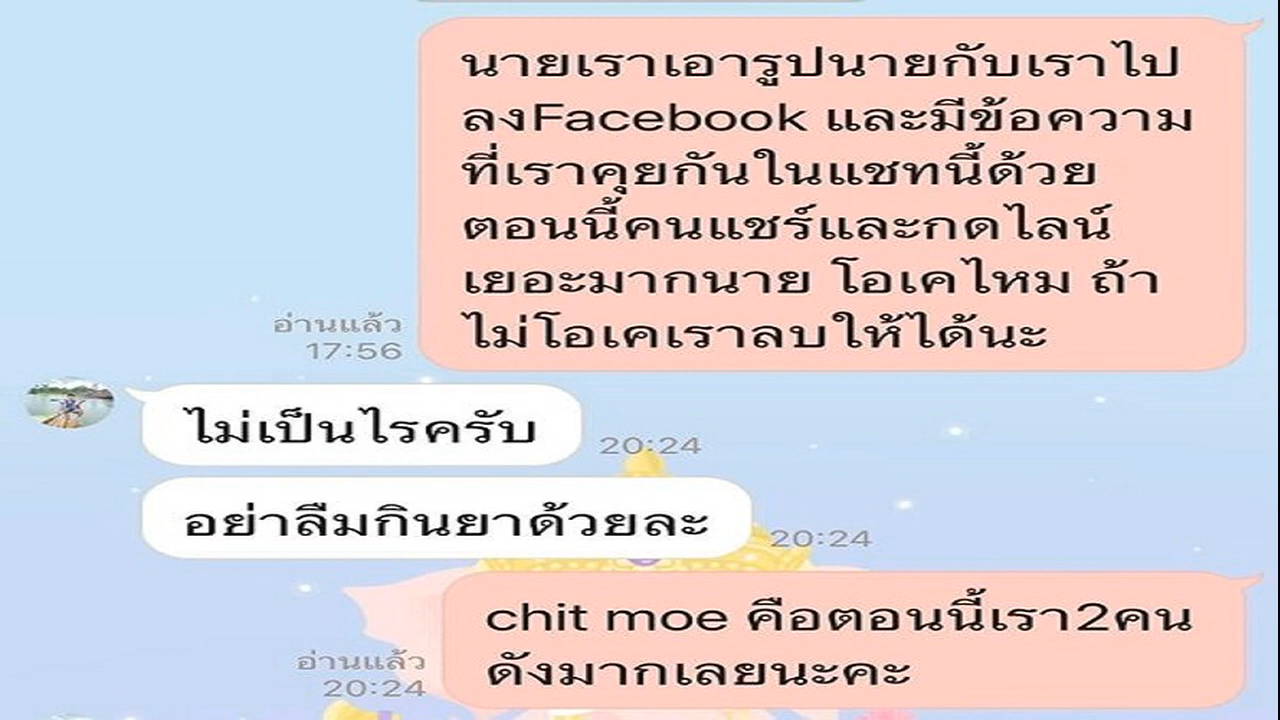 นายเราเอารูปนายกับเราไป
ลงFacebook และมีข้อความ
ที่เราคุยกันในแชทนี้ด้วย
ตอนนี้คนแชร์และกดไลน์
เยอะมากนาย โอเคไหม ถ้า
ไม่โอเคเราลบให้ได้นะ
อ่านแล้ว
17:56
ไม่เป็นไรครับ
20:24
อย่าลืมกินยาด้วยละ
20:24
chit moe คือตอนนี้เรา2คน
ดังมากเลยนะคะ
อ่านแล้ว
20:24